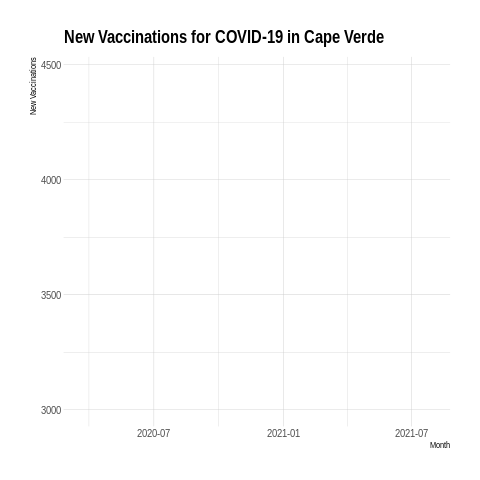 New Vaccinations for COVID-19 in Cape Verde
New Vaccinations
4500
4000
3500
3000
2020-07
2021-01
2021-07
Month